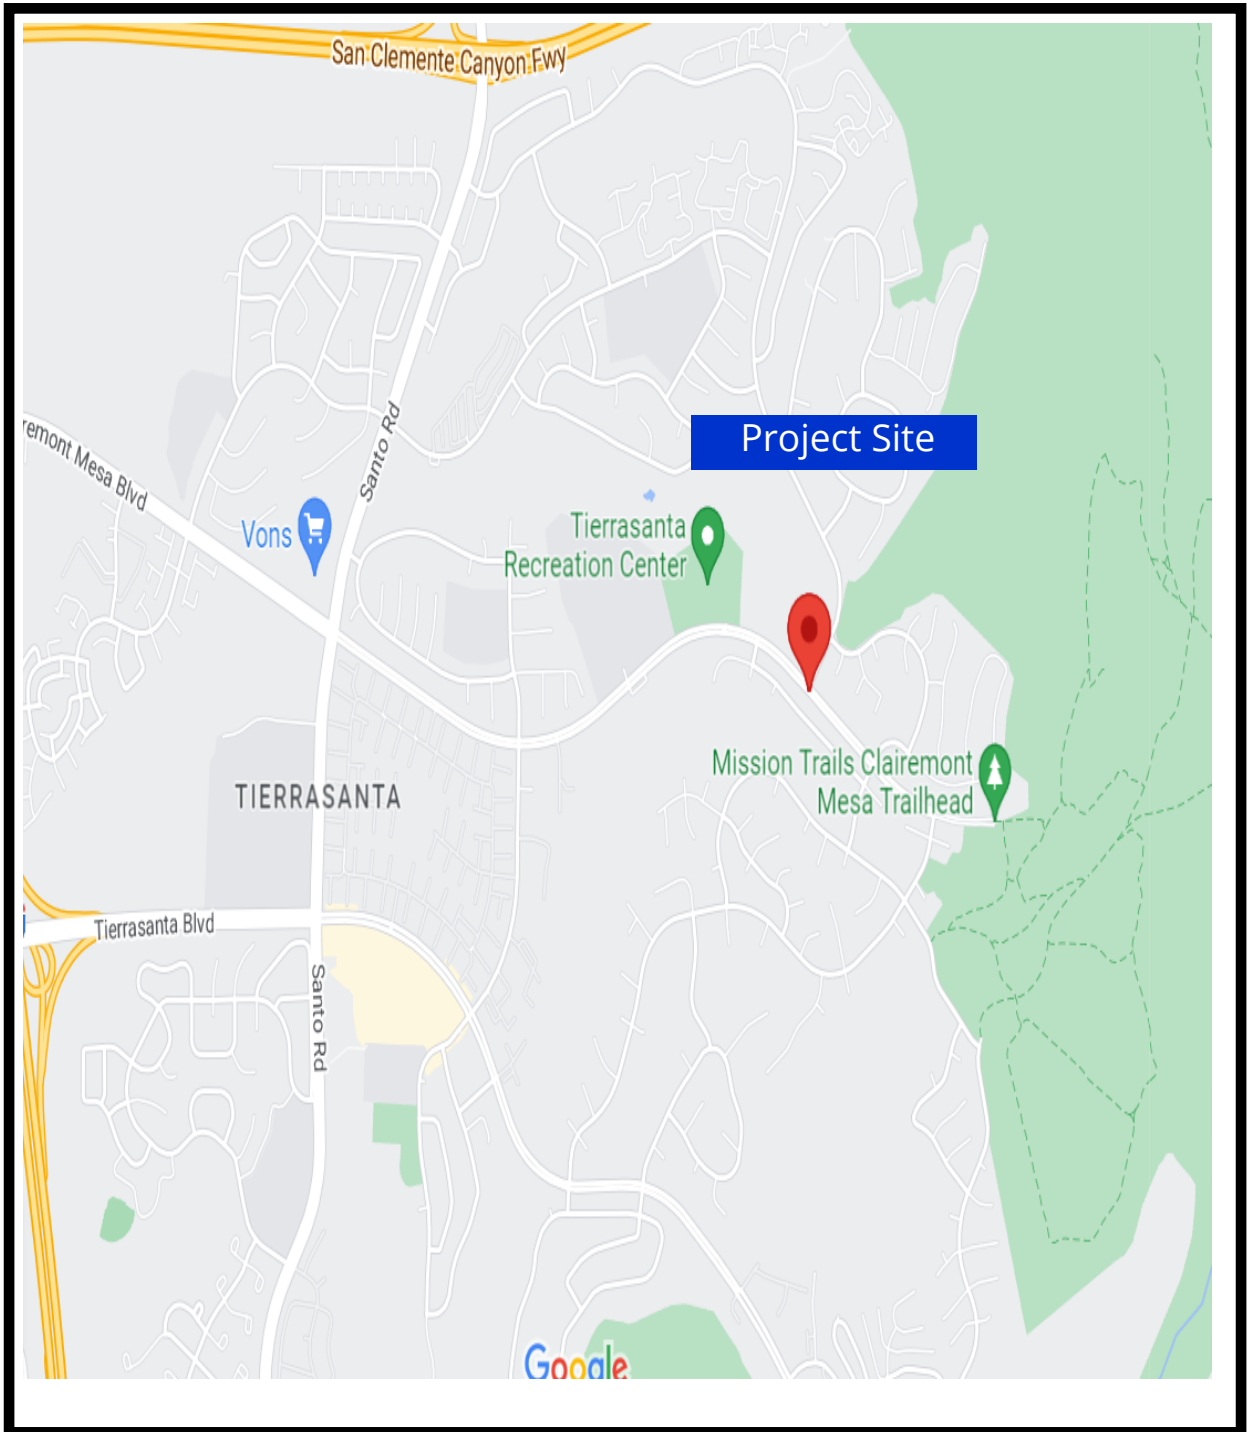 San Clemente Canyon Fwy
Santo Rd
remont Mesa Blvd
Project Site
Vons
Tierrasanta
Recreation Center
Mission Trails Clairemont
Mesa Trailhead
TIERRASANTA
Tierrasanta Blvd
Santo Rd
Google